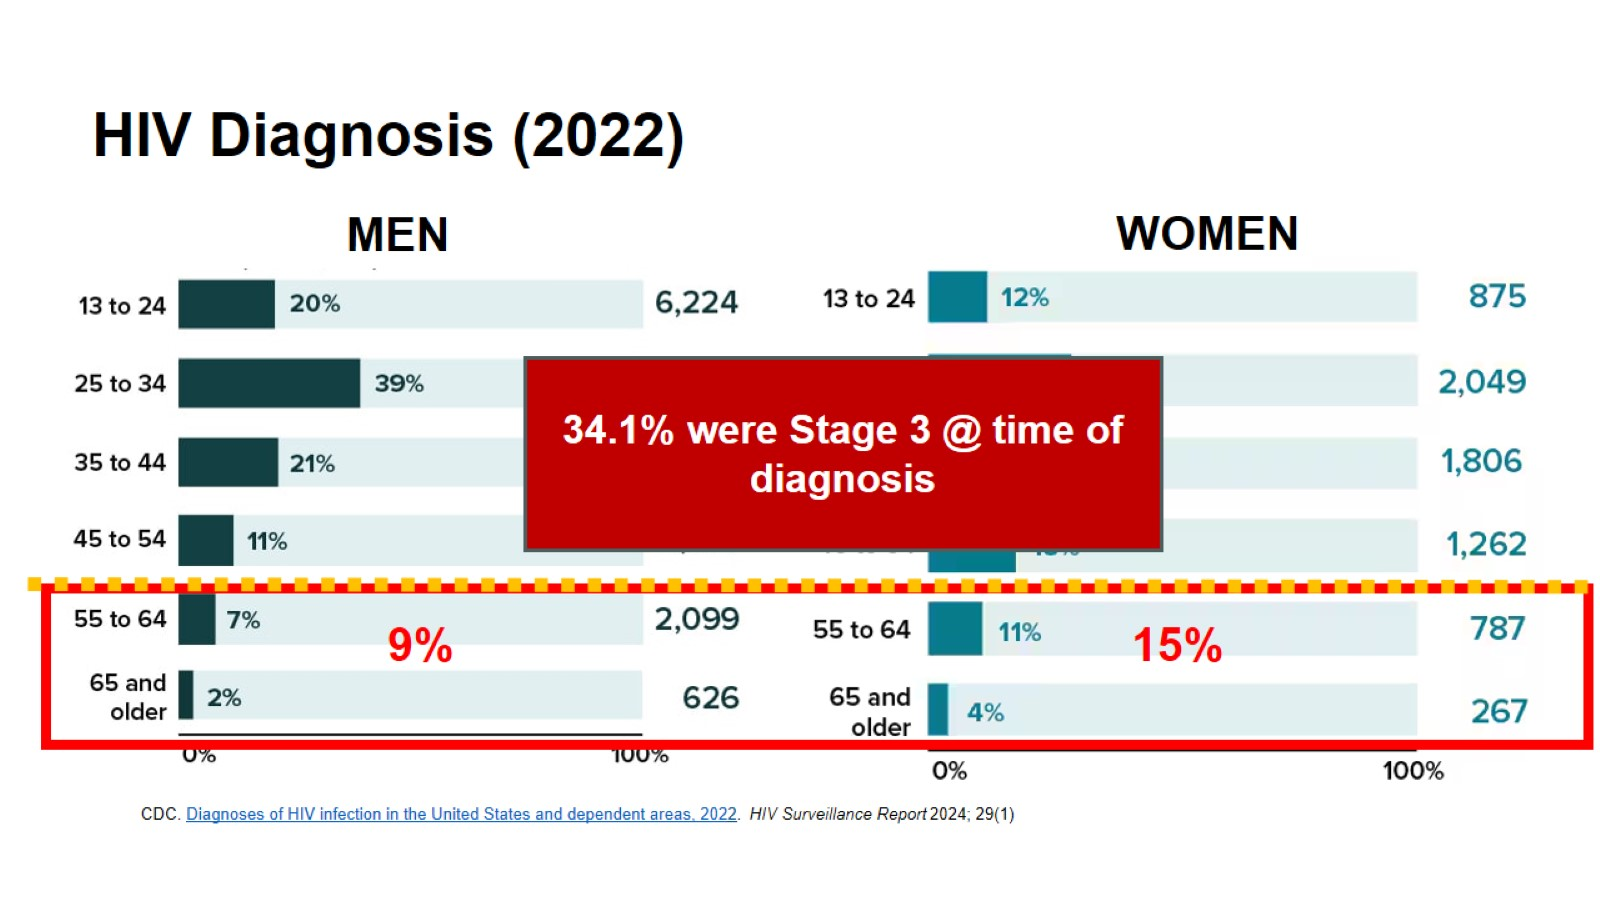 HIV Diagnosis (2022)
MEN
13 to 24 20% 6,224
25 to 34 39%
35 to 44 21%
45 to 54 11%
55 to 64 7% 2,099
9%
65 and
older
2% 626
0% 100%
WOMEN
13 to 24 12% 875
2,049
1,806
1,262
55 to 64 11% 787
15%
65 and
older
4% 267
0% 100%
34.1% were Stage 3 @ time of
diagnosis
CDC. Diagnoses of HIV infection in the United States and dependent areas, 2022. HIV Surveillance Report 2024; 29(1)